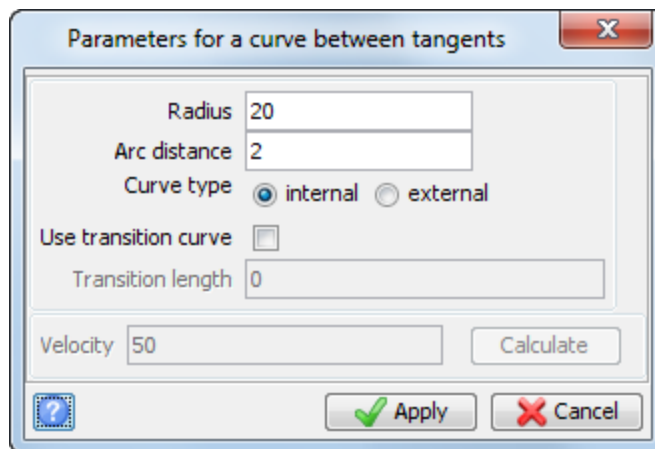 Parameters for a curve between tangents
Radius 20
Arc distance 2
Curve type internal external
Use transition curve
Transition length 0
Velocity 50 Calculate
? Apply Cancel